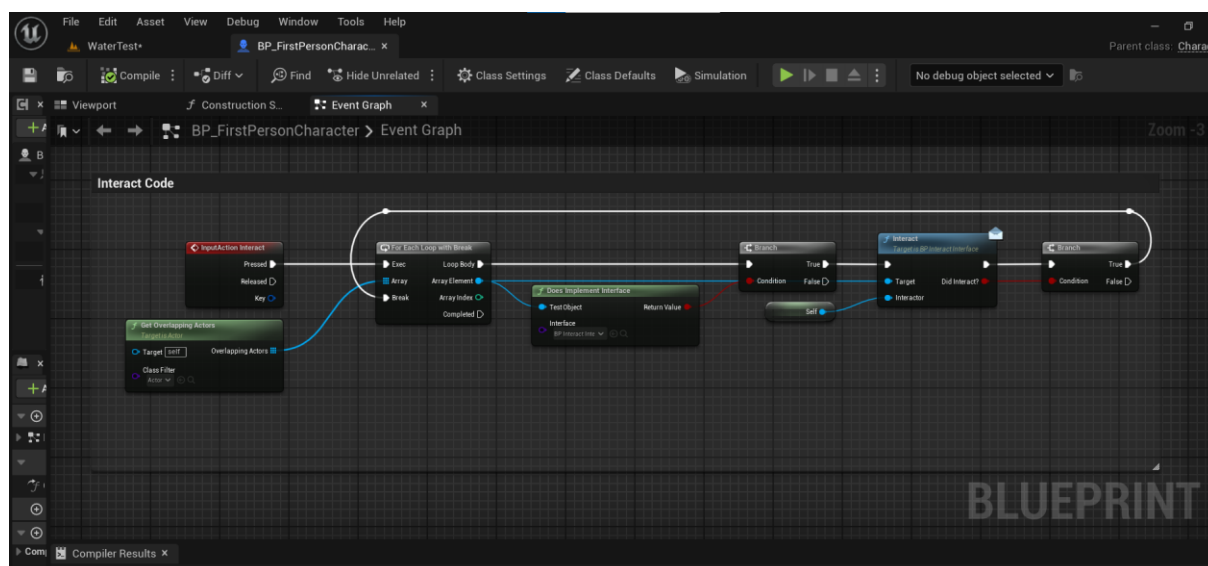 File Edit Asset View Debug Window Tools Help
WaterTest*
BP_FirstPersonCharac... ×
Parent class: Charac
Compile Diff Find Hide Unrelated Class Settings Class Defaults Simulation No debug object selected
Viewport Construction S... Event Graph ×
BP_FirstPersonCharacter > Event Graph Zoom -3
Interact Code
InputAction Interact
Pressed
Released
Key
Get Overlapping Actors
Target is Actor
Target self Overlapping Actors
Class Filter
Actor
For Each Loop with Break
Exec Loop Body
Array Array Element
Break Array Index
Completed
Does Implement Interface
Test Object Return Value
Interface
BP Interact Inte
Branch
True
Condition False
Self
Interact
Target is BP Interact Interface
Target Did Interact?
Interactor
Branch
True
Condition False
BLUEPRINT
Comp
Compiler Results ×